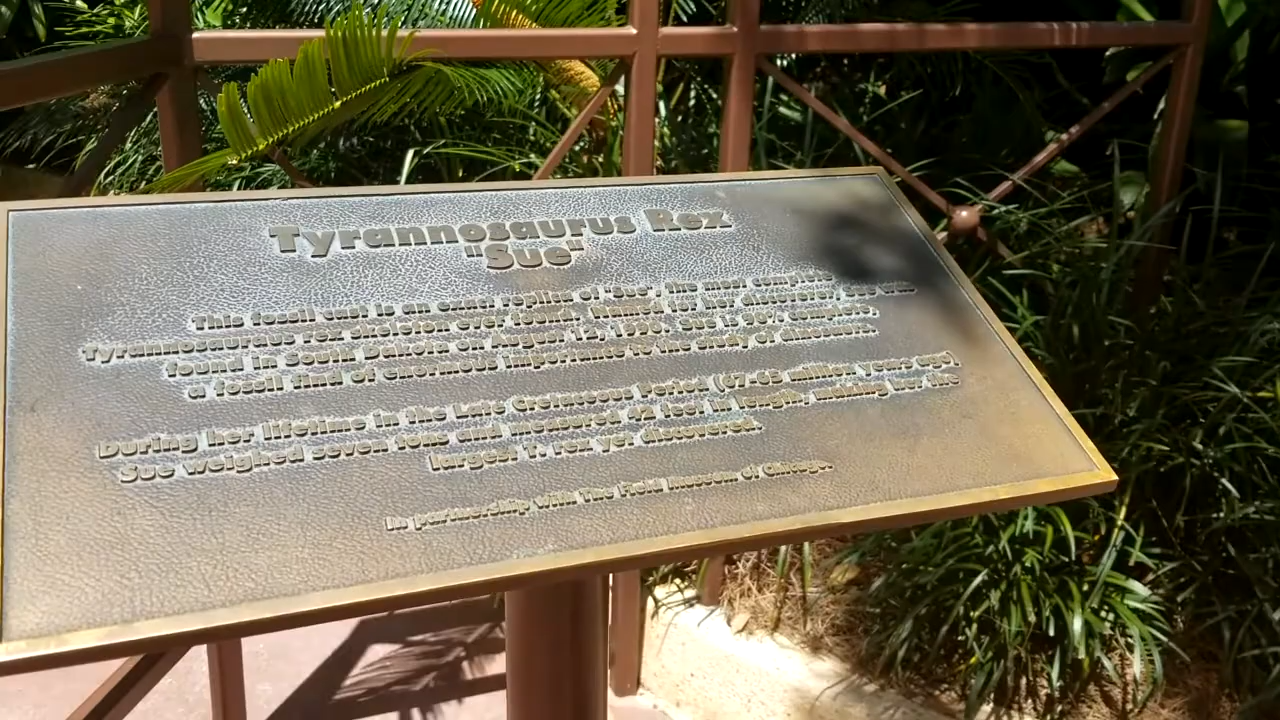 Tyrannosaurus Rex
"Sue"
This fossil cast is an exact replica of "Sue", the most complete
Tyrannosaurus rex skeleton ever found. Named for her discoverer, Sue was
found in South Dakota on August 12, 1990. Sue is 90% complete,
a fossil find of enormous importance to the study of dinosaurs.
During her lifetime in the Late Cretaceous Period (67-65 million years ago)
Sue weighed seven tons and measured 42 feet in length, making her the
largest T. rex yet discovered.
In partnership with The Field Museum of Chicago.